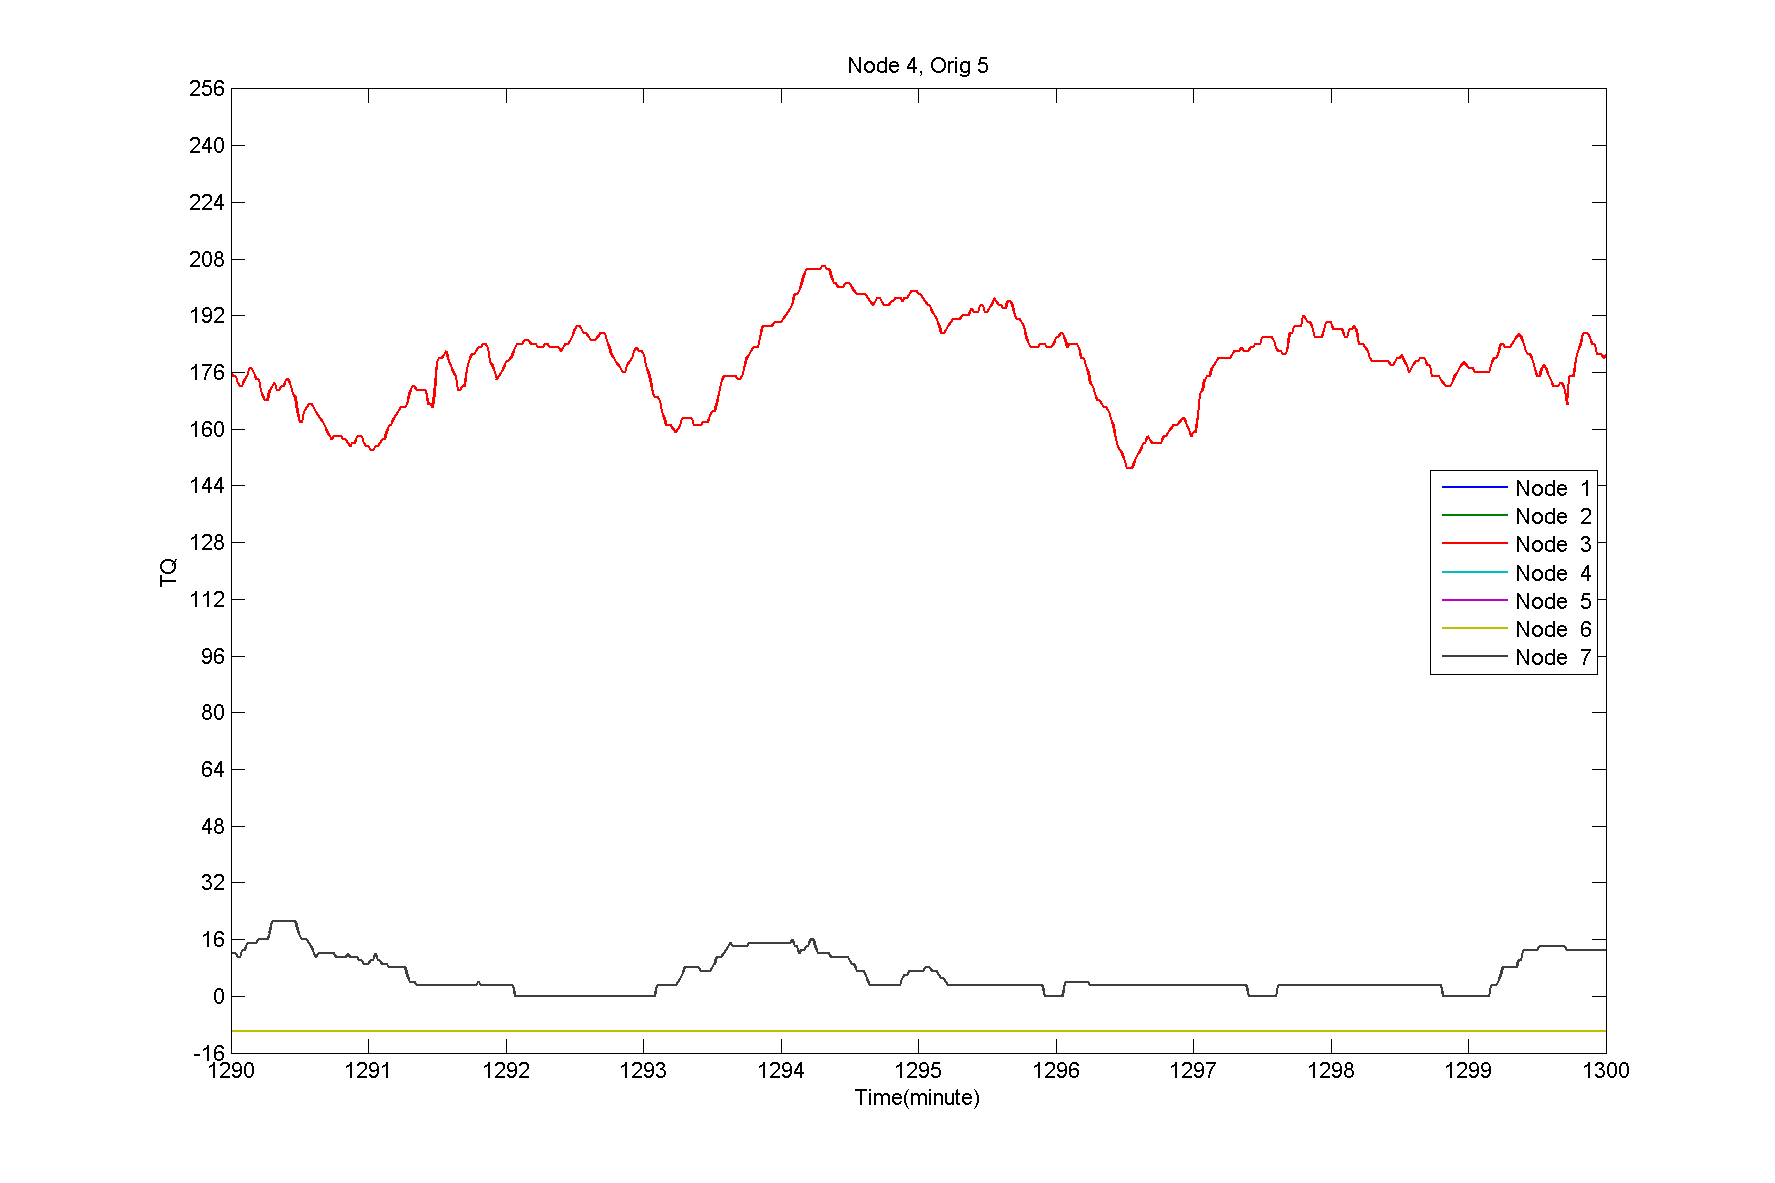 Node 4, Orig 5
256
240
224
208
192
176
160
144
128
112
96
80
64
48
32
16
0
-16
TQ
Node 1
Node 2
Node 3
Node 4
Node 5
Node 6
Node 7
1290 1291 1292 1293 1294 1295 1296 1297 1298 1299 1300
Time(minute)